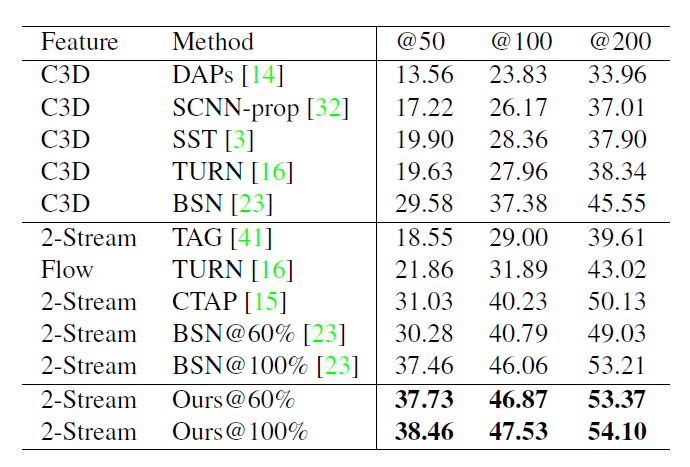 Feature Method @50 @100 @200
C3D DAPs [14] 13.56 23.83 33.96
C3D SCNN-prop [32] 17.22 26.17 37.01
C3D SST [3] 19.90 28.36 37.90
C3D TURN [16] 19.63 27.96 38.34
C3D BSN [23] 29.58 37.38 45.55
2-Stream TAG [41] 18.55 29.00 39.61
Flow TURN [16] 21.86 31.89 43.02
2-Stream CTAP [15] 31.03 40.23 50.13
2-Stream BSN@60% [23] 30.28 40.79 49.03
2-Stream BSN@100% [23] 37.46 46.06 53.21
2-Stream Ours@60% 37.73 46.87 53.37
2-Stream Ours@100% 38.46 47.53 54.10